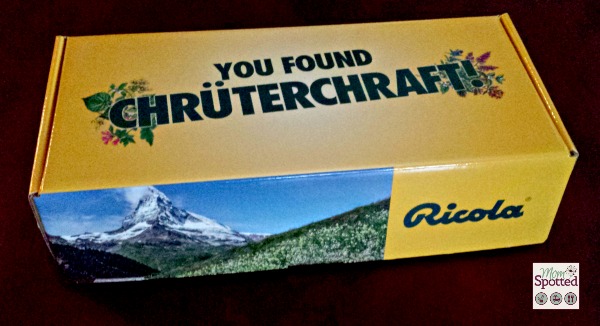 YOU FOUND
CHRÜTERCHRAFT!
Ricola
Mom
Spotted